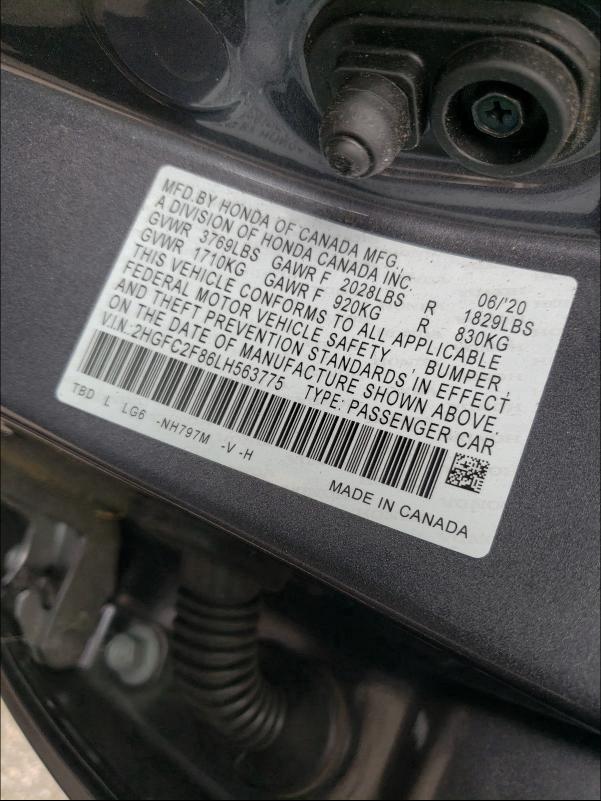 MFD. BY HONDA OF CANADA MFG.,
A DIVISION OF HONDA CANADA INC. 06/'20
GVWR 3769LBS GAWR F 2028LBS R 1829LBS
GVWR 1710KG GAWR F 920KG R 830KG
THIS VEHICLE CONFORMS TO ALL APPLICABLE
FEDERAL MOTOR VEHICLE SAFETY , BUMPER,
AND THEFT PREVENTION STANDARDS IN EFFECT
ON THE DATE OF MANUFACTURE SHOWN ABOVE.
V.I.N.:2HGFC2F86LH563775 TYPE: PASSENGER CAR
TBD L LG6 -NH797M -V -H
MADE IN CANADA